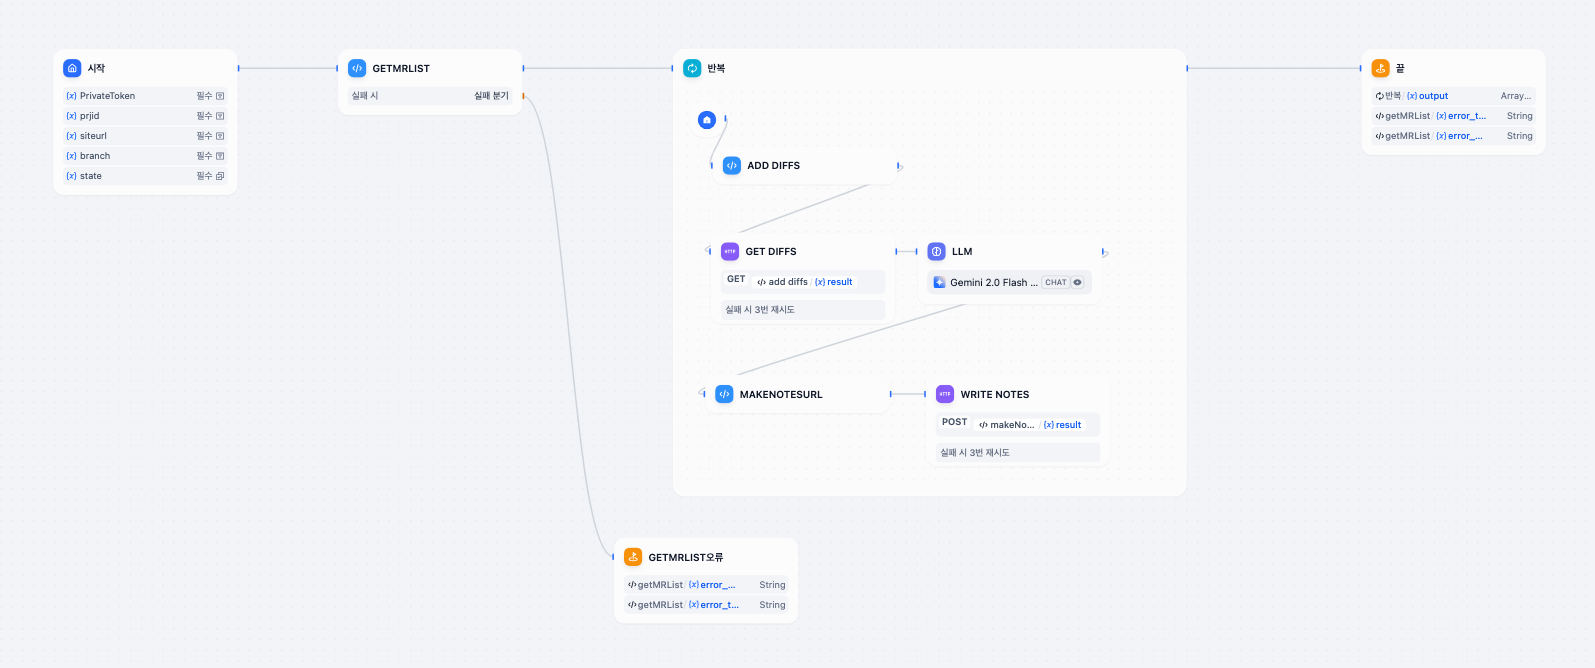 시작
(x) PrivateToken 필수
(x) prjid 필수
(x) siteurl 필수
(x) branch 필수
(x) state 필수
GETMRLIST
실패 시 실패 분기
반복
ADD DIFFS
GET DIFFS
GET </> add diffs / (x) result
실패 시 3번 재시도
LLM
Gemini 2.0 Flash ... CHAT
MAKENOTESURL
WRITE NOTES
POST </> makeNo... / (x) result
실패 시 3번 재시도
끝
반복 / (x) output Array...
</> getMRList / (x) error_t... String
</> getMRList / (x) error_... String
GETMRLIST오류
</> getMRList / (x) error_... String
</> getMRList / (x) error_t... String